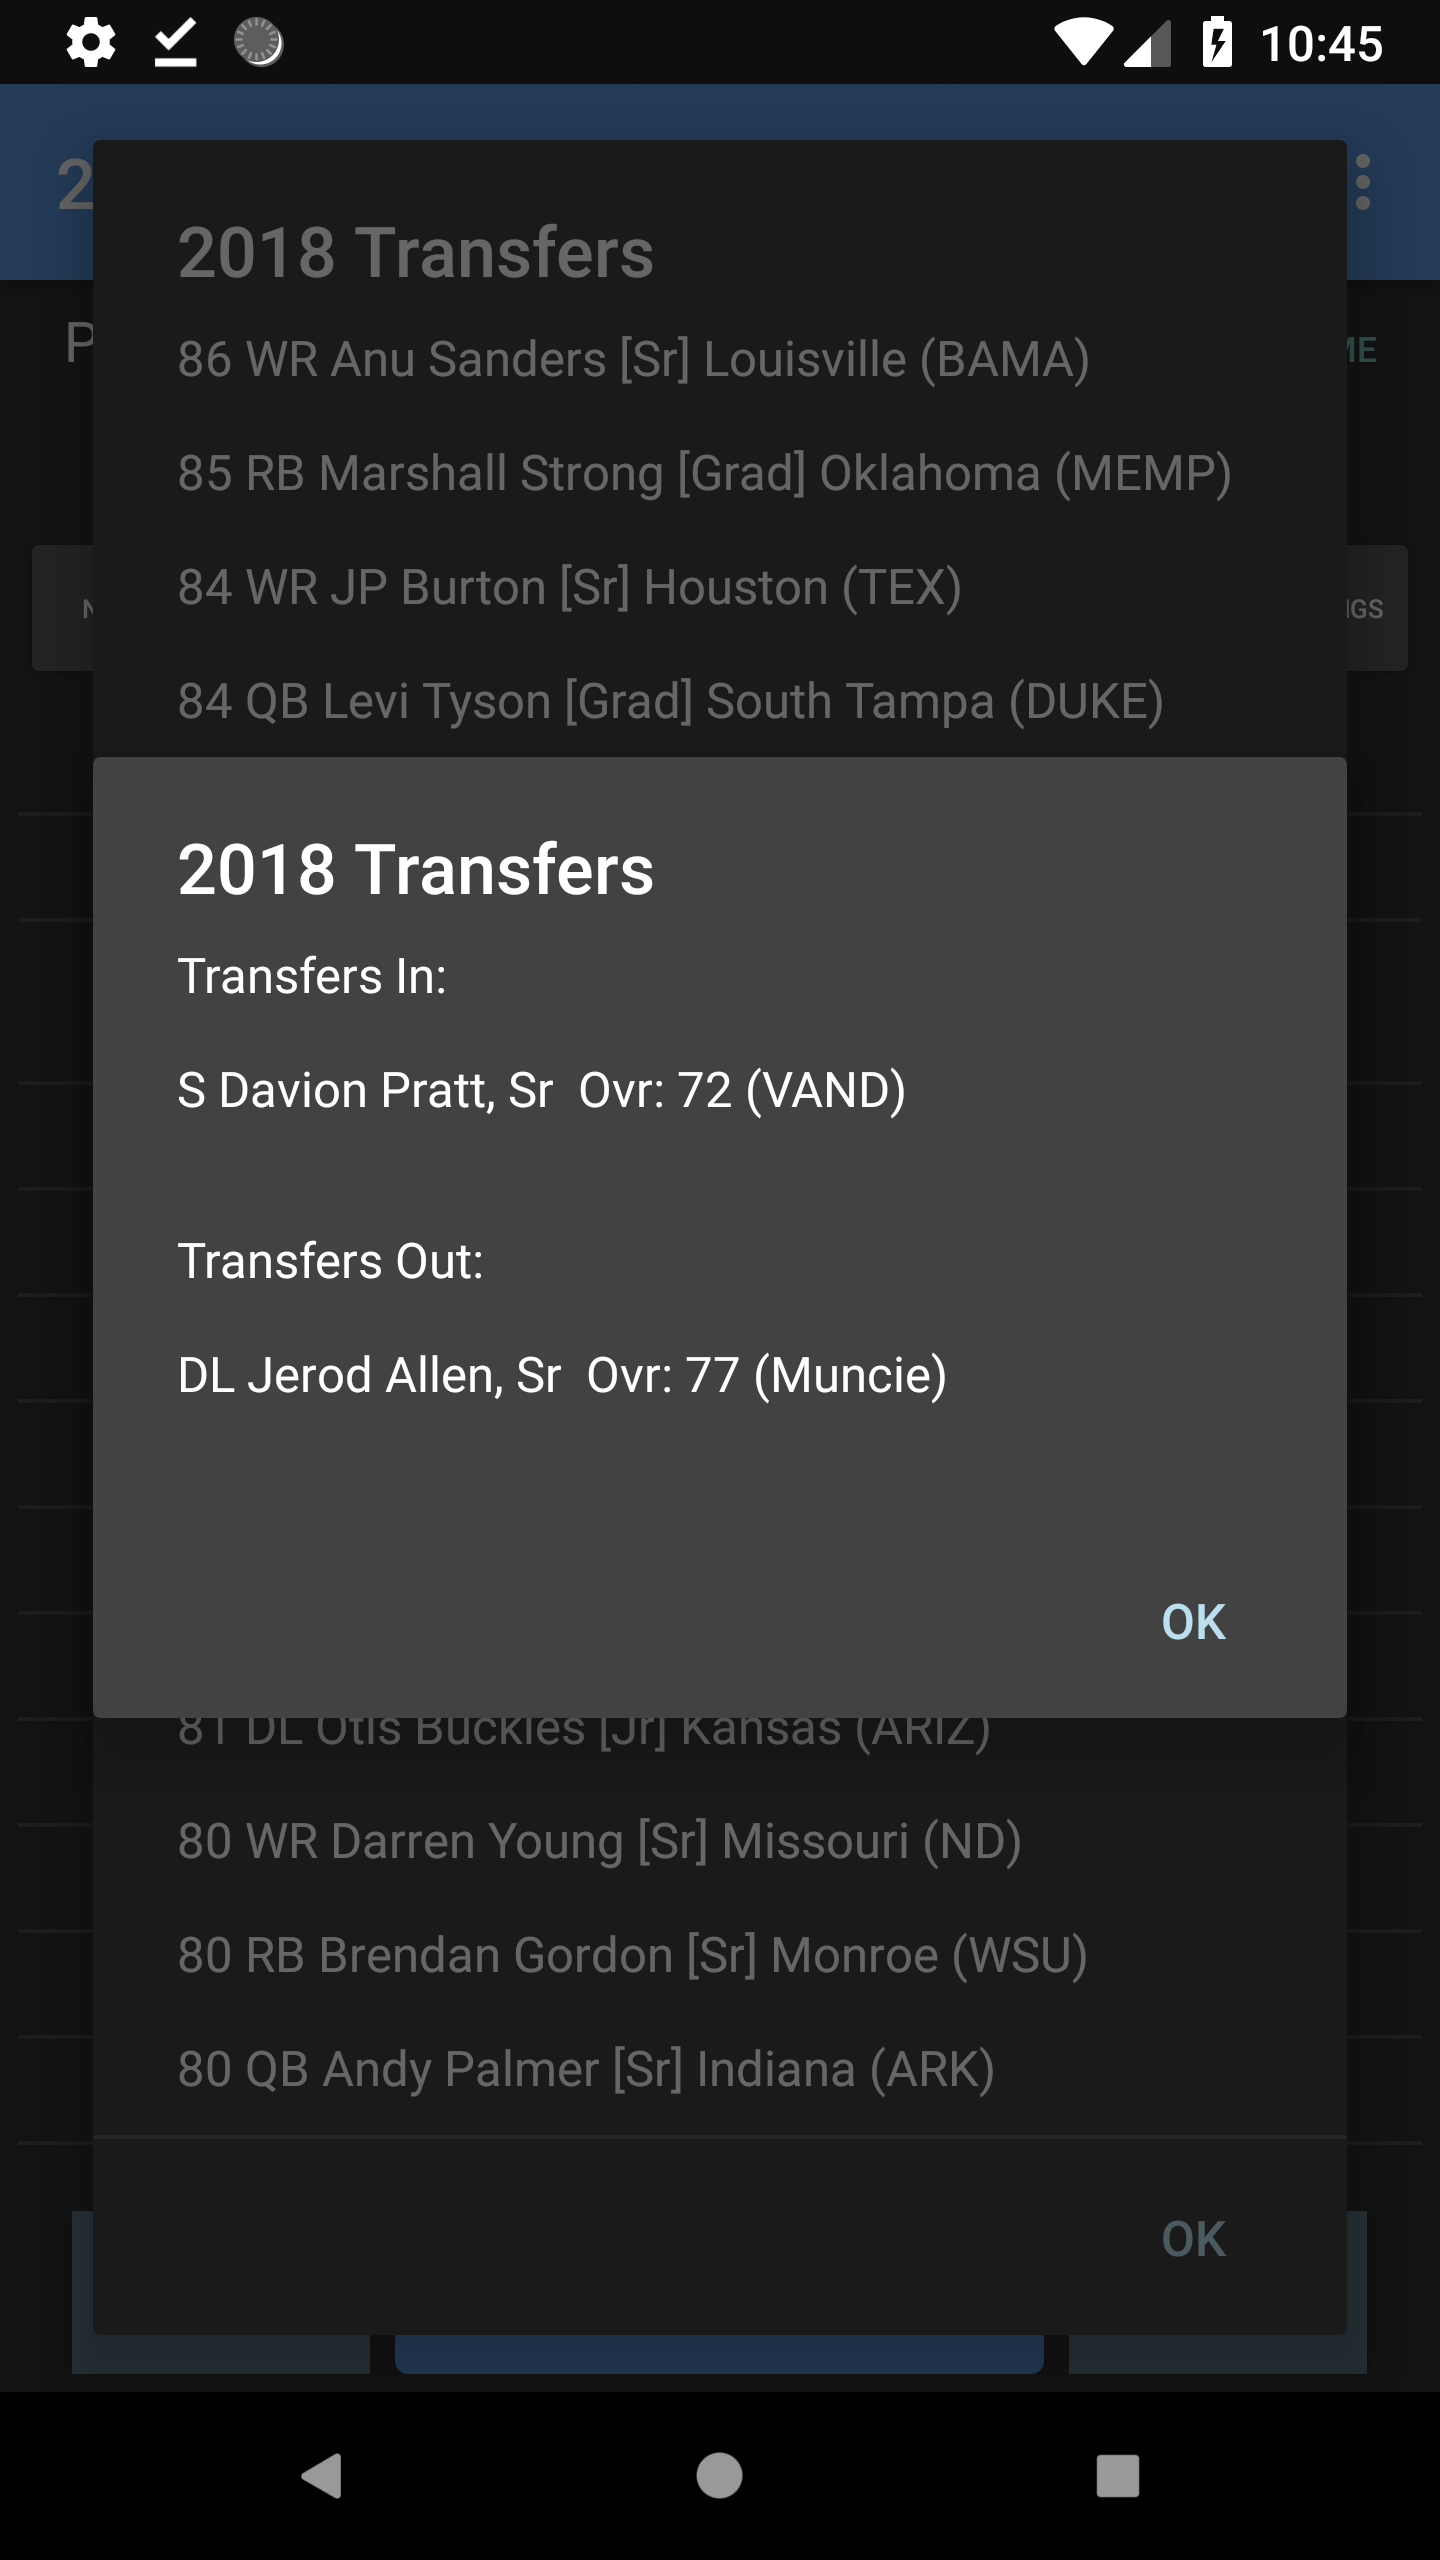 10:45
2
2018 Transfers
86 WR Anu Sanders [Sr] Louisville (BAMA)
P
ME
85 RB Marshall Strong [Grad] Oklahoma (MEMP)
84 WR JP Burton [Sr] Houston (TEX)
N
NGS
84 QB Levi Tyson [Grad] South Tampa (DUKE)
2018 Transfers
Transfers In:
S Davion Pratt, Sr Ovr: 72 (VAND)
Transfers Out:
DL Jerod Allen, Sr Ovr: 77 (Muncie)
OK
81 DL Otis Buckles [Jr] Kansas (ARIZ)
80 WR Darren Young [Sr] Missouri (ND)
80 RB Brendan Gordon [Sr] Monroe (WSU)
80 QB Andy Palmer [Sr] Indiana (ARK)
OK